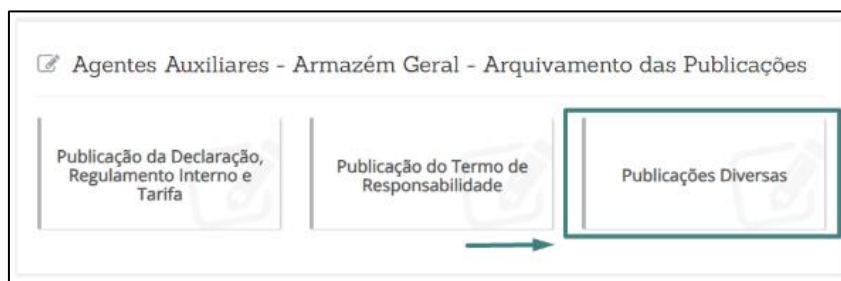 Agentes Auxiliares - Armazém Geral - Arquivamento das Publicações
Publicação da Declaração,
Regulamento Interno e
Tarifa
Publicação do Termo de
Responsabilidade
Publicações Diversas